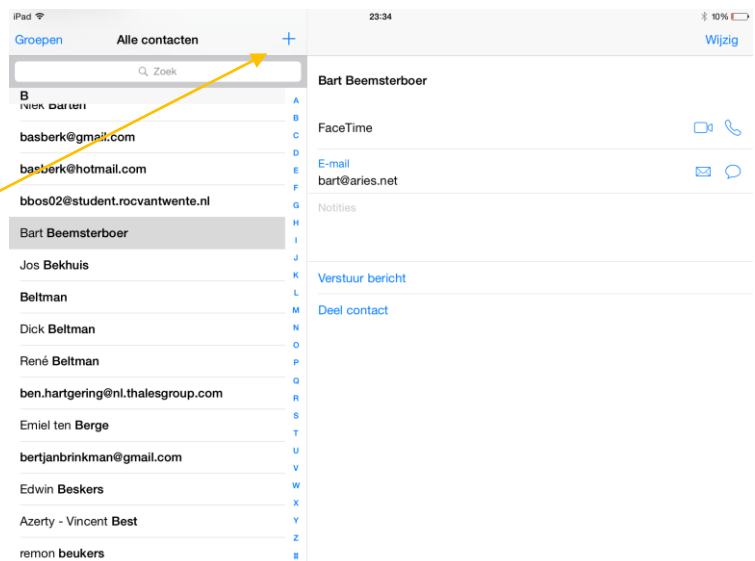 iPad 23:34 10%
Groepen Alle contacten + Wijzig
Zoek
B
Niek Barten
basberk@gmail.com
basberk@hotmail.com
bbos02@student.rocvantwente.nl
Bart Beemsterboer
Jos Bekhuis
Beltman
Dick Beltman
René Beltman
ben.hartgering@nl.thalesgroup.com
Emiel ten Berge
bertjanbrinkman@gmail.com
Edwin Beskers
Azerty - Vincent Best
remon beukers
A
B
C
D
E
F
G
H
I
J
K
L
M
N
O
P
Q
R
S
T
U
V
W
X
Y
Z
#
Bart Beemsterboer
FaceTime
E-mail
bart@aries.net
Notities
Verstuur bericht
Deel contact